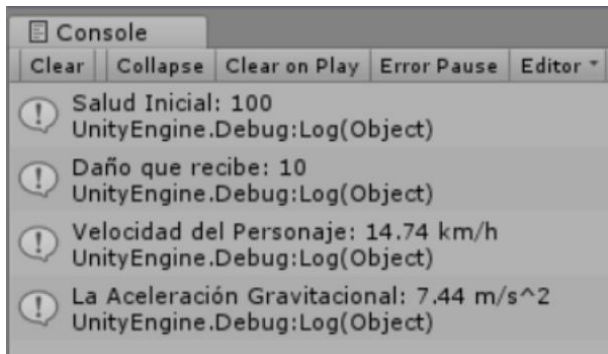 Console
Clear Collapse Clear on Play Error Pause Editor
Salud Inicial: 100
UnityEngine.Debug:Log(Object)
Daño que recibe: 10
UnityEngine.Debug:Log(Object)
Velocidad del Personaje: 14.74 km/h
UnityEngine.Debug:Log(Object)
La Aceleración Gravitacional: 7.44 m/s^2
UnityEngine.Debug:Log(Object)